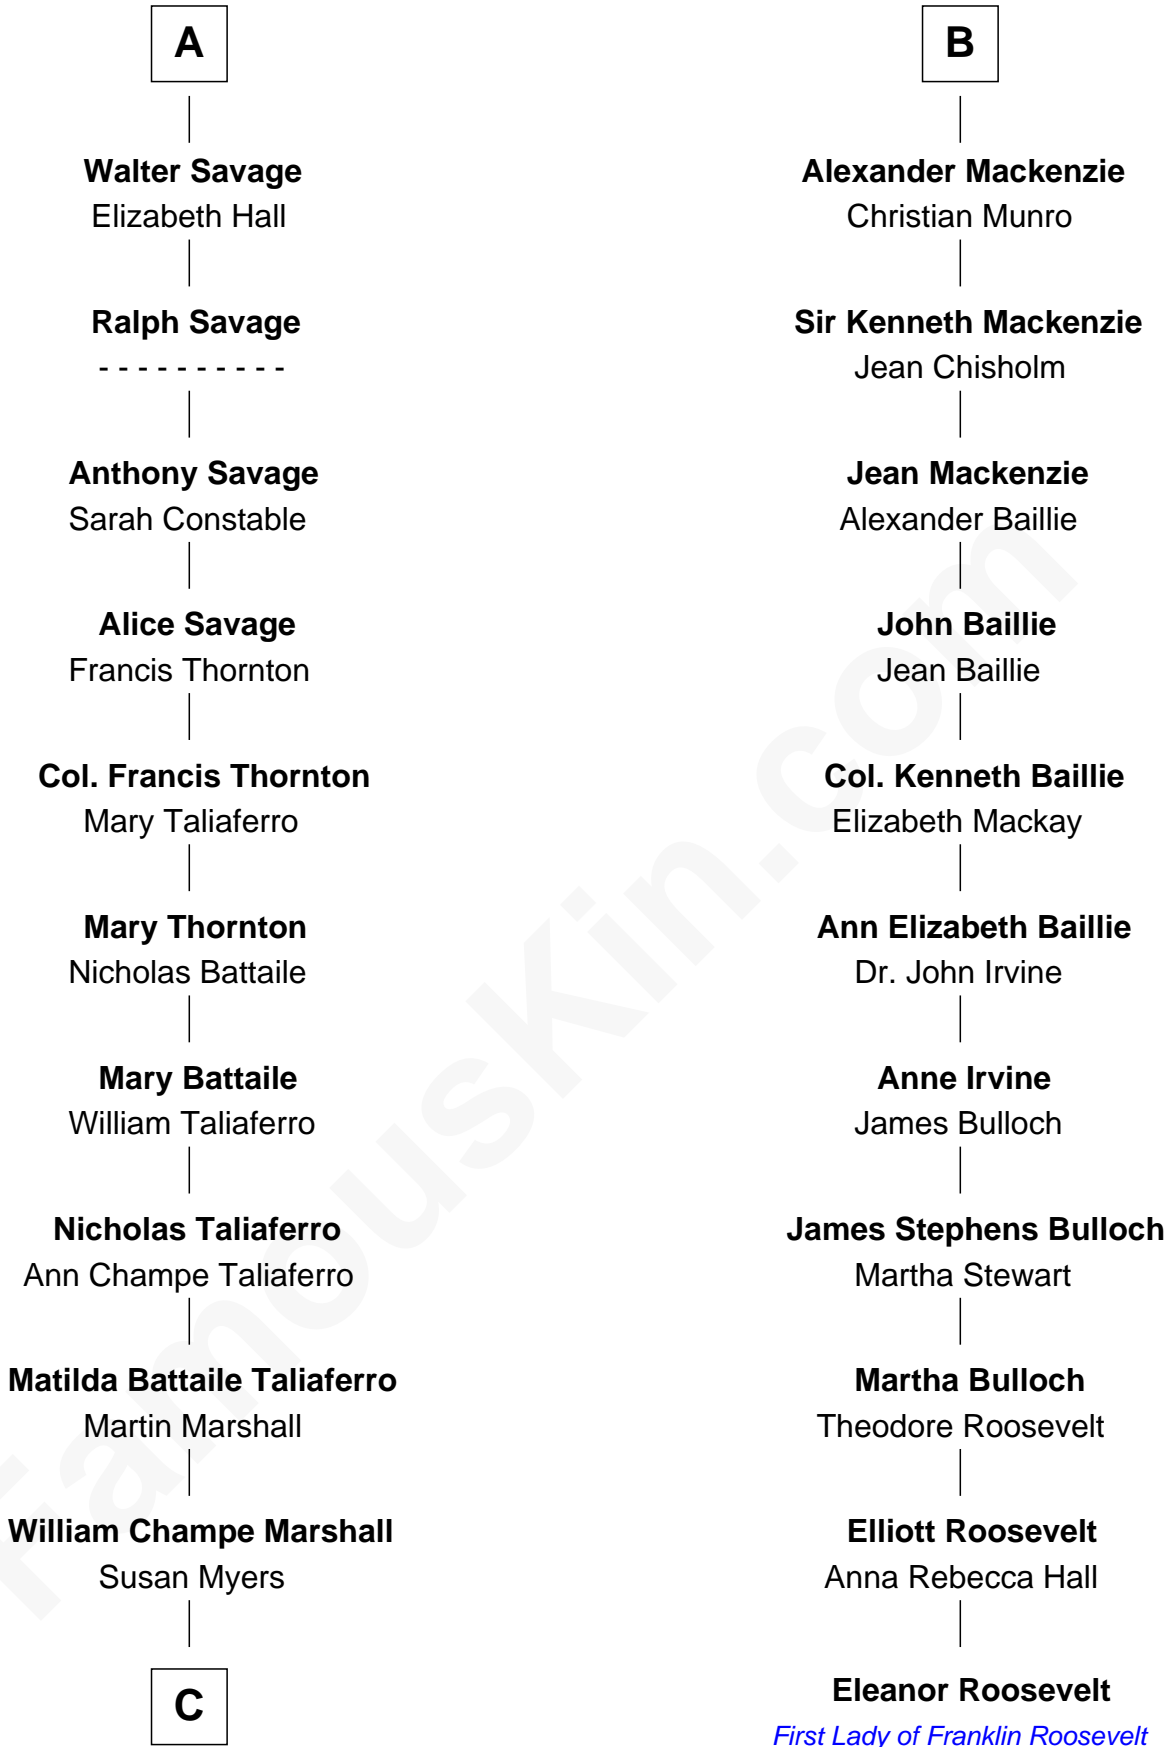 A
Walter Savage
Elizabeth Hall
Ralph Savage
- - - - - - - - - -
Anthony Savage
Sarah Constable
Alice Savage
Francis Thornton
Col. Francis Thornton
Mary Taliaferro
Mary Thornton
Nicholas Battaile
Mary Battaile
William Taliaferro
Nicholas Taliaferro
Ann Champe Taliaferro
Matilda Battaile Taliaferro
Martin Marshall
William Champe Marshall
Susan Myers
C
B
Alexander Mackenzie
Christian Munro
Sir Kenneth Mackenzie
Jean Chisholm
Jean Mackenzie
Alexander Baillie
John Baillie
Jean Baillie
Col. Kenneth Baillie
Elizabeth Mackay
Ann Elizabeth Baillie
Dr. John Irvine
Anne Irvine
James Bulloch
James Stephens Bulloch
Martha Stewart
Martha Bulloch
Theodore Roosevelt
Elliott Roosevelt
Anna Rebecca Hall
Eleanor Roosevelt
First Lady of Franklin Roosevelt
FamousKin.com